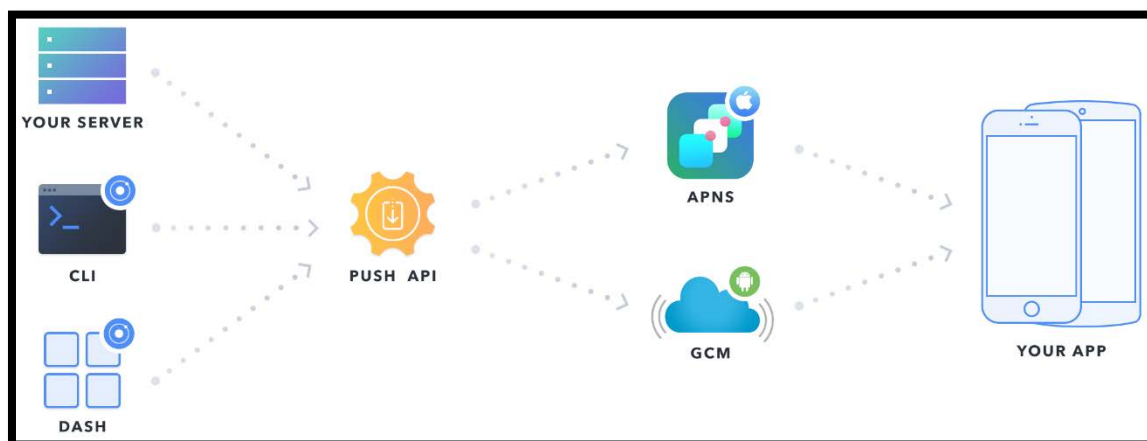 YOUR SERVER
CLI
DASH
PUSH API
APNS
GCM
YOUR APP